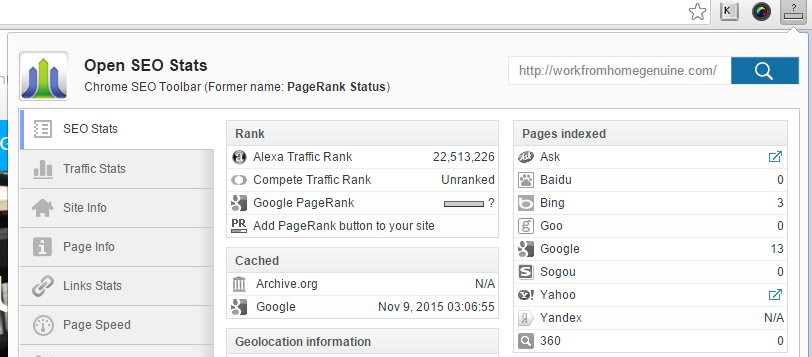 Open SEO Stats
Chrome SEO Toolbar (Former name: PageRank Status)
http://workfromhomegenuine.com/
SEO Stats
Traffic Stats
Site Info
Page Info
Links Stats
Page Speed
Rank
Alexa Traffic Rank 22,513,226
Compete Traffic Rank Unranked
Google PageRank ?
PR Add PageRank button to your site
Cached
Archive.org N/A
Google Nov 9, 2015 03:06:55
Geolocation information
Pages indexed
Ask
Baidu 0
Bing 3
Goo 0
Google 13
Sogou 0
Yahoo
Yandex N/A
360 0